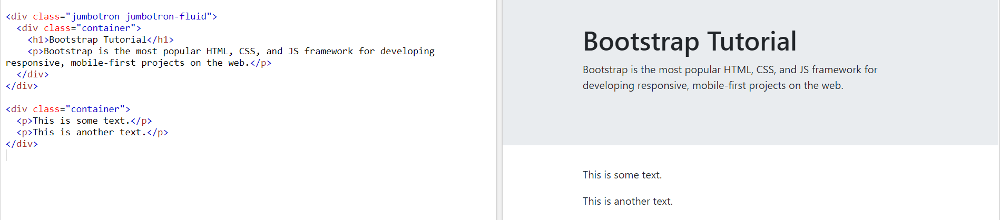 <div class="jumbotron jumbotron-fluid">
  <div class="container">
    <h1>Bootstrap Tutorial</h1>
    <p>Bootstrap is the most popular HTML, CSS, and JS framework for developing
responsive, mobile-first projects on the web.</p>
  </div>
</div>

<div class="container">
  <p>This is some text.</p>
  <p>This is another text.</p>
</div>
Bootstrap Tutorial
Bootstrap is the most popular HTML, CSS, and JS framework for
developing responsive, mobile-first projects on the web.
This is some text.
This is another text.